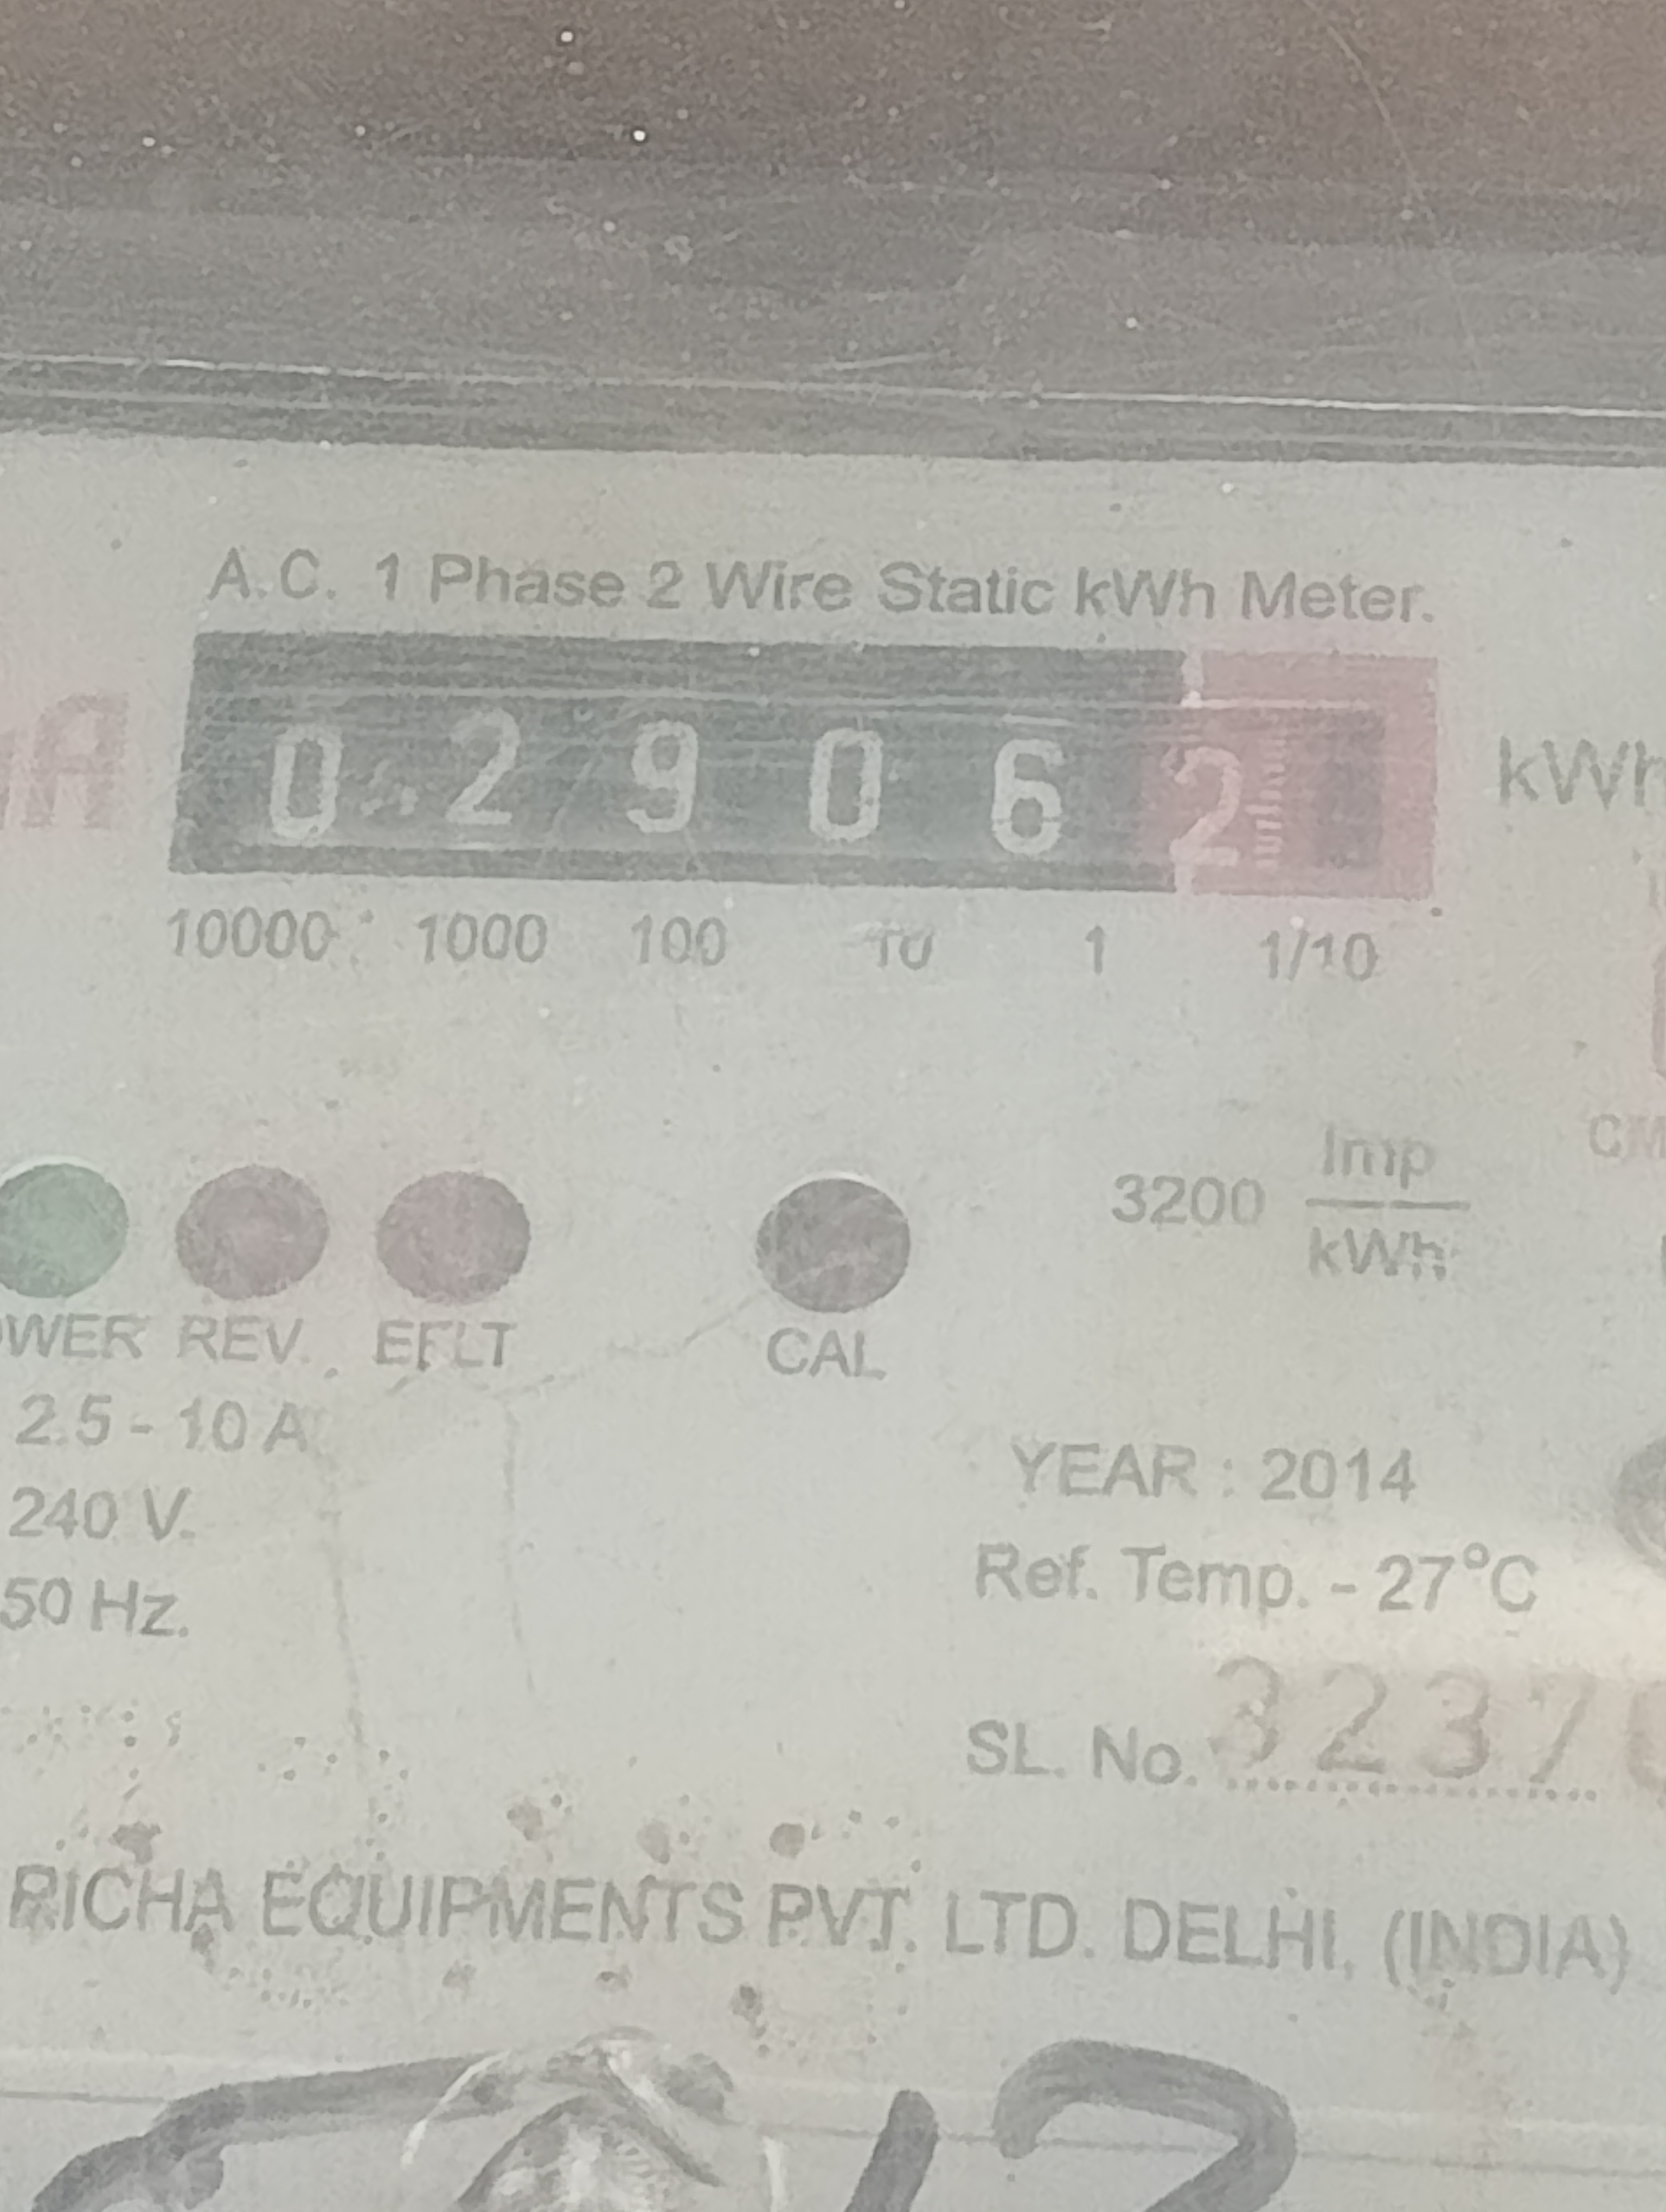 A.C. 1 Phase 2 Wire Static kWh Meter.
0 2 9 0 6 2 kWh
10000 1000 100 10 1 1/10
3200 Imp/kWh
REV. EFLT CAL
2.5 - 10 A
240 V.
50 Hz.
YEAR : 2014
Ref. Temp. - 27°C
SL. No. 3237
RICHA EQUIPMENTS PVT. LTD. DELHI, (INDIA)